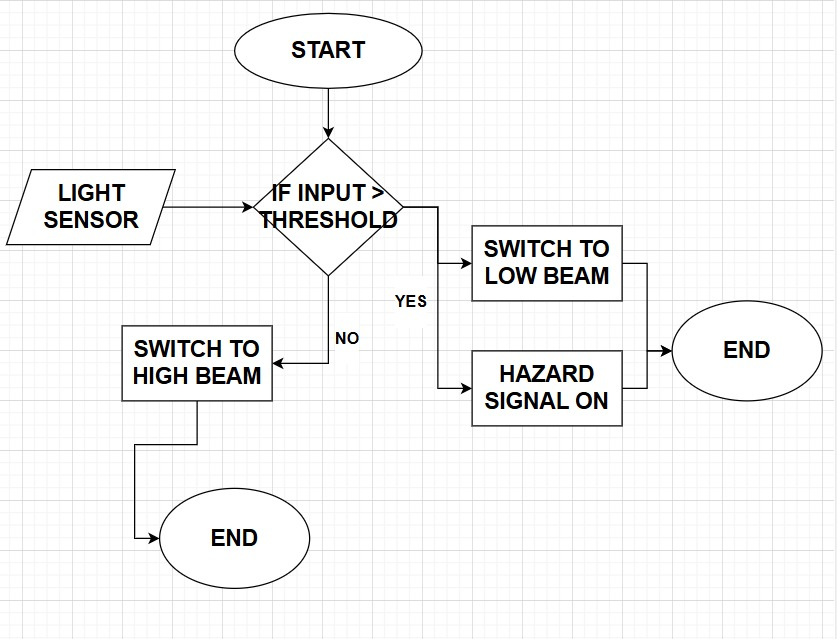 START
LIGHT
SENSOR
IF INPUT >
THRESHOLD
SWITCH TO
LOW BEAM
YES
NO
SWITCH TO
HIGH BEAM
HAZARD
SIGNAL ON
END
END